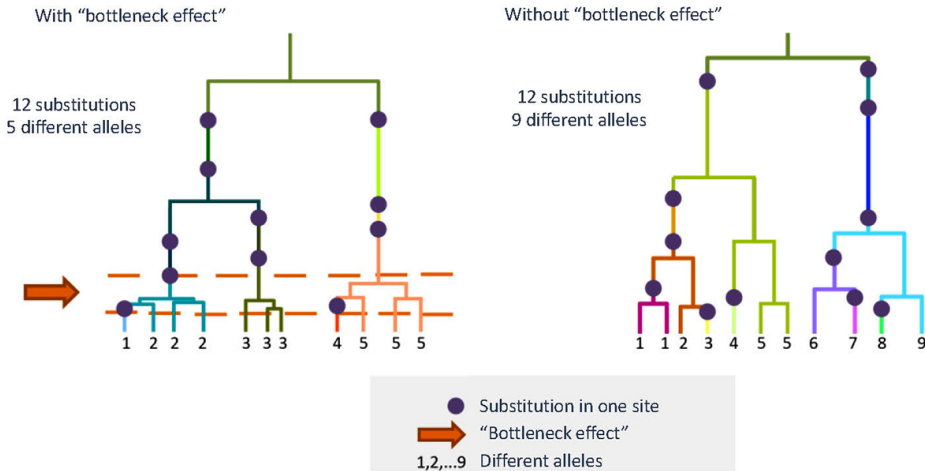 With “bottleneck effect”
Without “bottleneck effect”
12 substitutions
5 different alleles
12 substitutions
9 different alleles
1 2 2 2 3 3 3 4 5 5 5
1 1 2 3 4 5 5 6 7 8 9
Substitution in one site
“Bottleneck effect”
1,2,...9 Different alleles